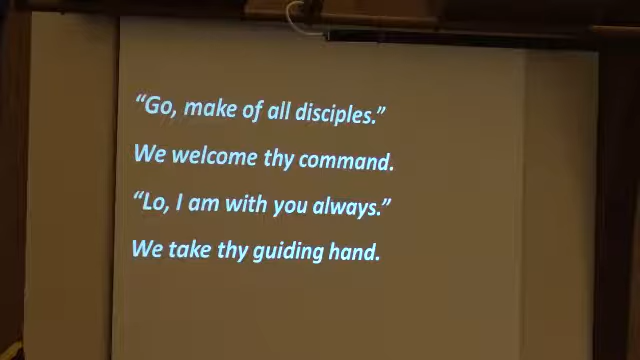 “Go, make of all disciples.”
We welcome thy command.
“Lo, I am with you always.”
We take thy guiding hand.